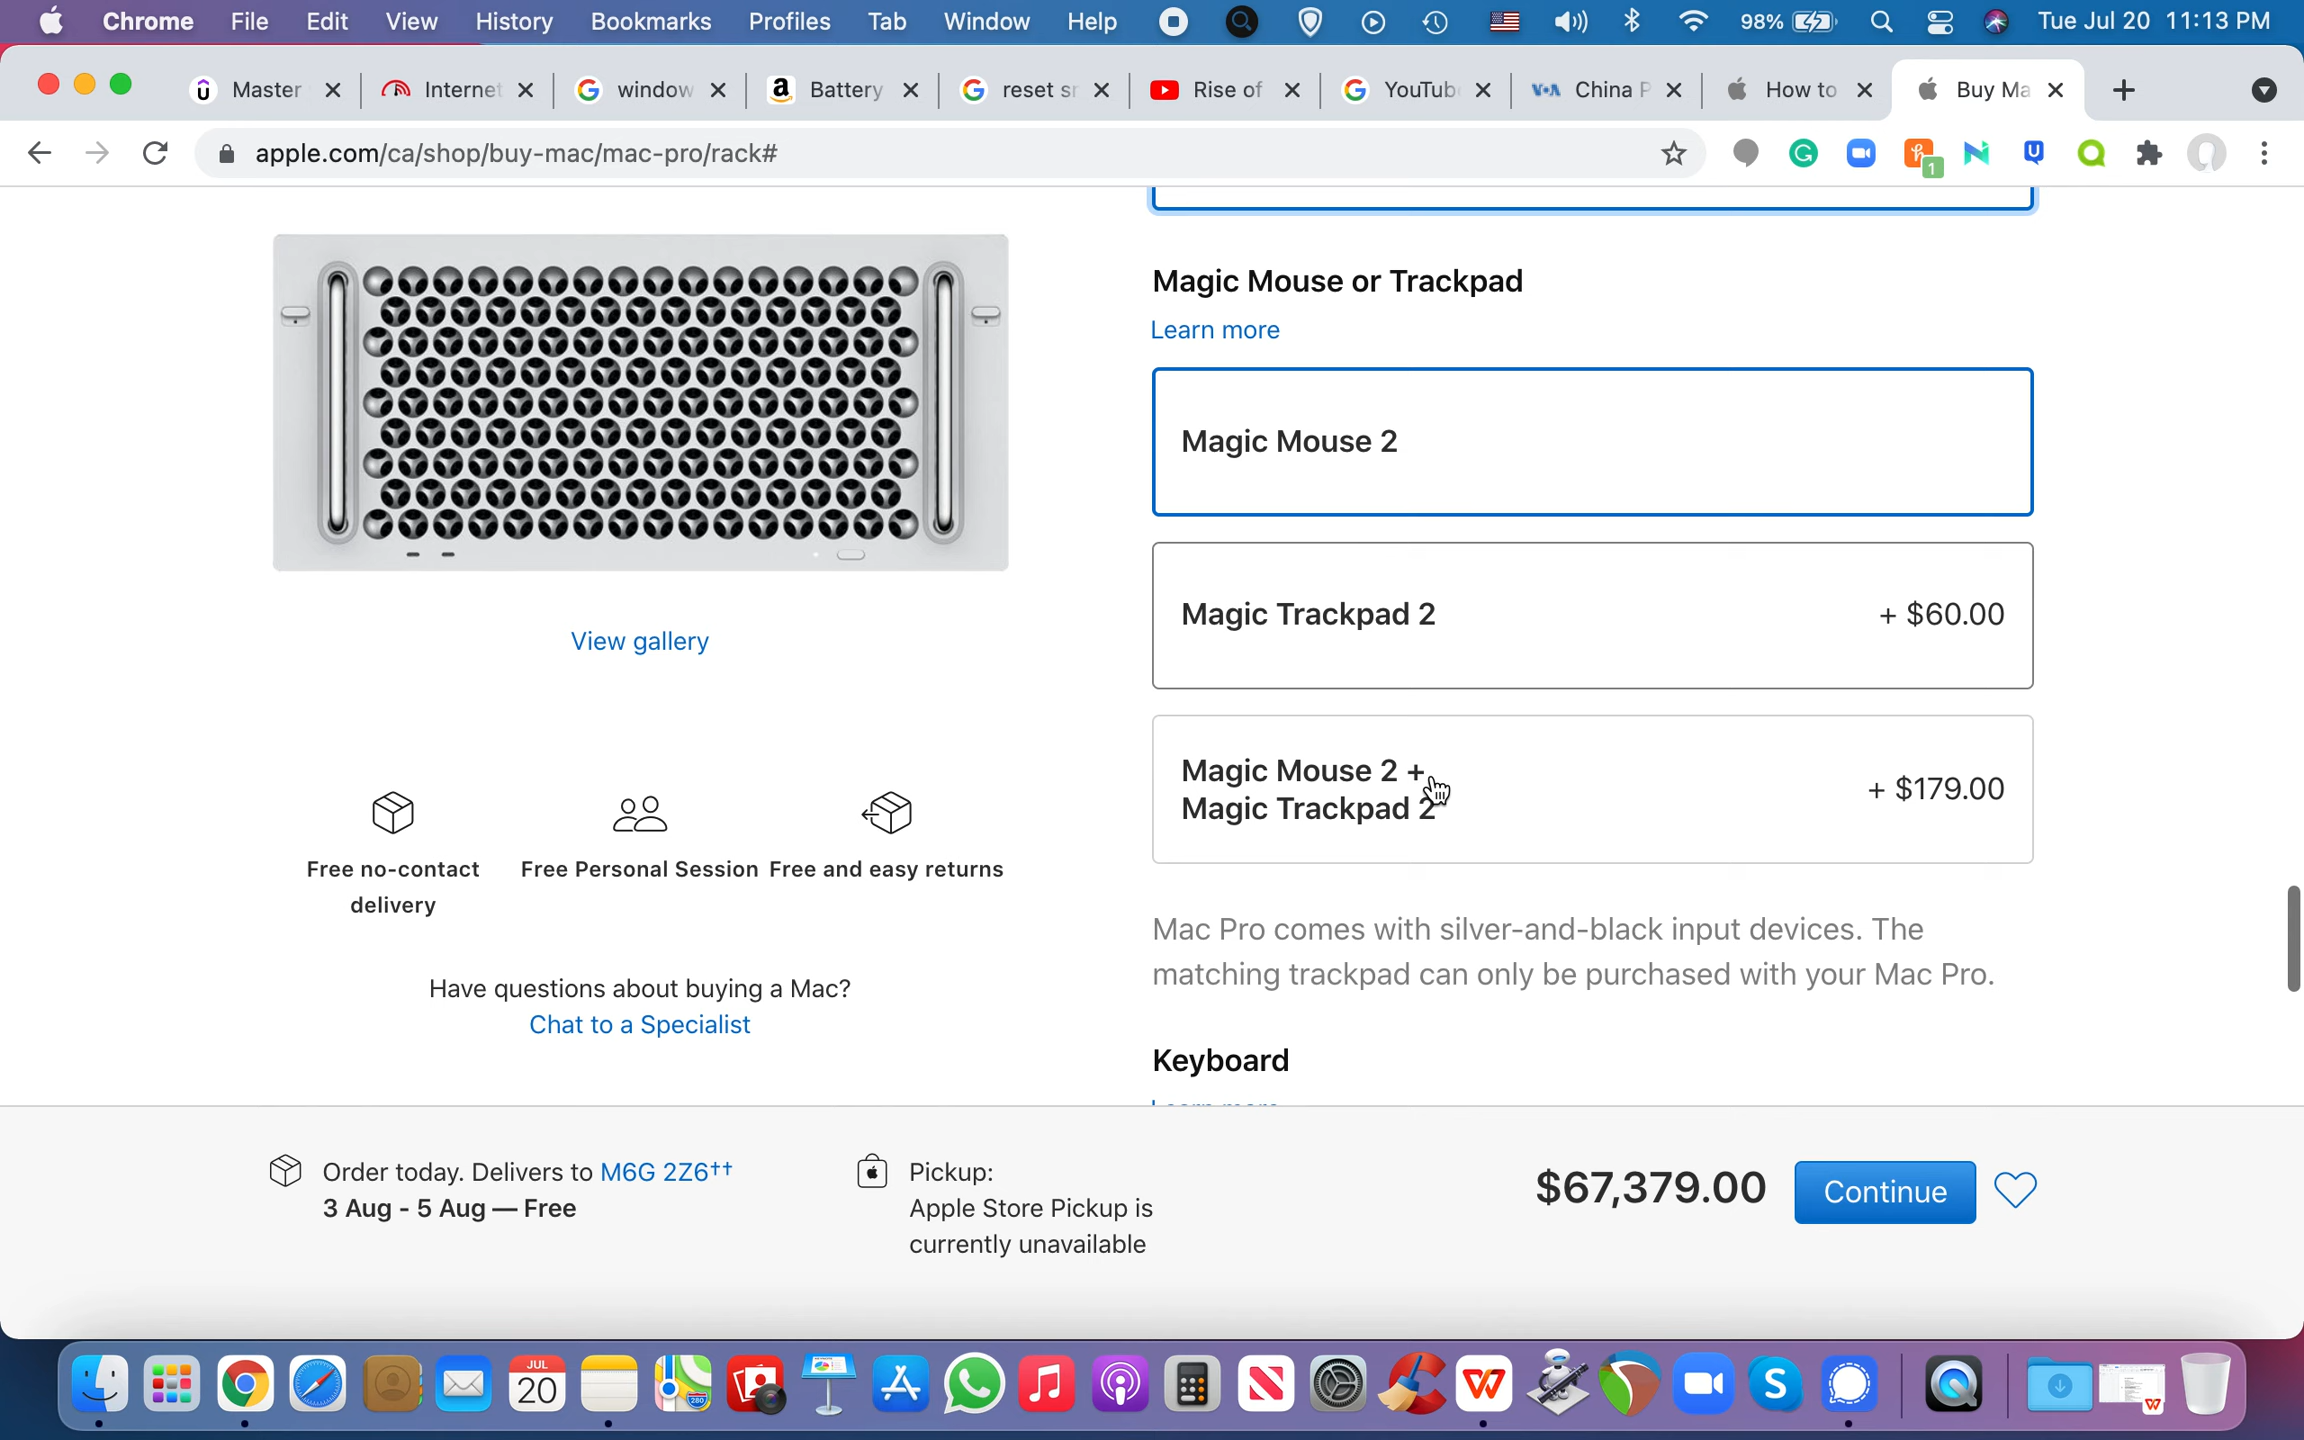 Chrome File Edit View History Bookmarks Profiles Tab Window Help 98% Tue Jul 20 11:13 PM
Master Internet window Battery reset Rise of YouTub China P How to Buy Ma
apple.com/ca/shop/buy-mac/mac-pro/rack#
1
Magic Mouse or Trackpad
Learn more
Magic Mouse 2
Magic Trackpad 2 + $60.00
Magic Mouse 2 +
Magic Trackpad 2
+ $179.00
Mac Pro comes with silver-and-black input devices. The
matching trackpad can only be purchased with your Mac Pro.
Keyboard
View gallery
Free no-contact
delivery
Free Personal Session
Free and easy returns
Have questions about buying a Mac?
Chat to a Specialist
Order today. Delivers to M6G 2Z6††
3 Aug - 5 Aug — Free
Pickup:
Apple Store Pickup is
currently unavailable
$67,379.00
Continue
JUL
20
280